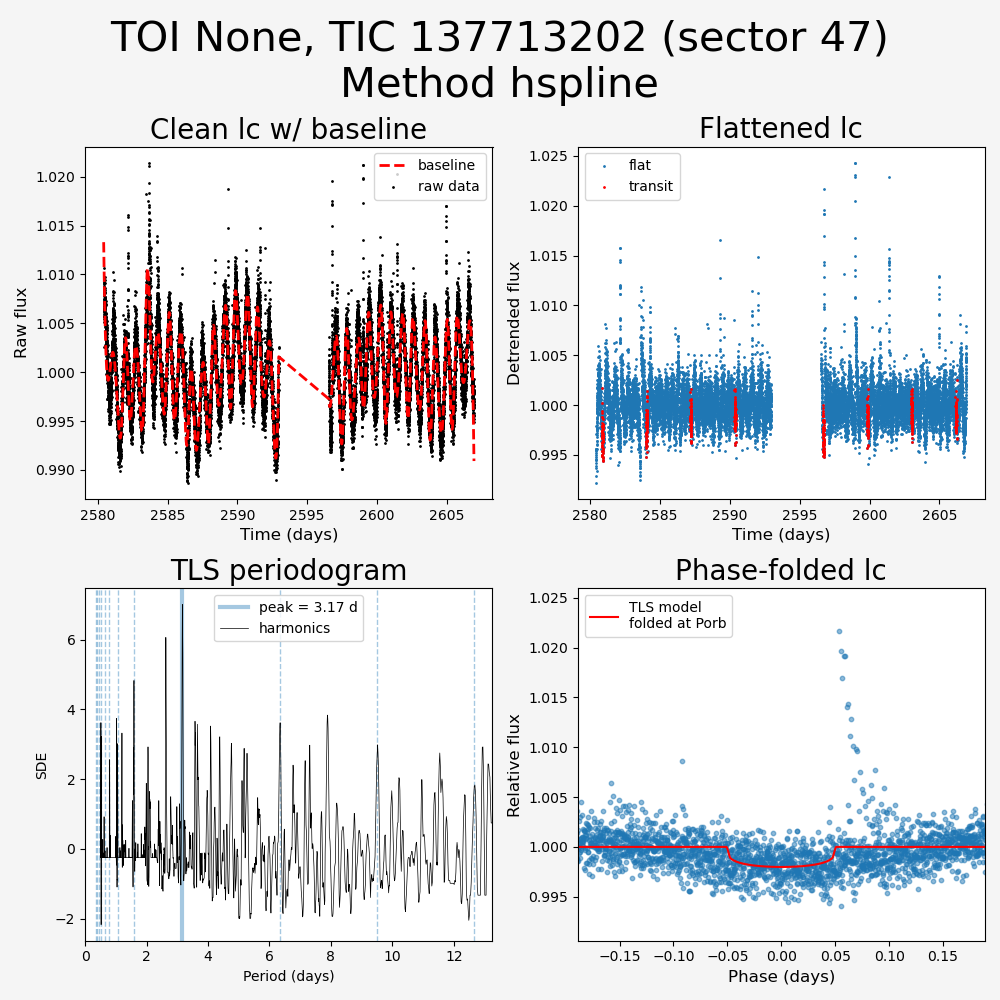 TOI None, TIC 137713202 (sector 47)
Method hspline
Clean lc w/ baseline
Raw flux
1.020
1.015
1.010
1.005
1.000
0.995
0.990
baseline
raw data
2580
2585
2590
2595
2600
2605
Time (days)
Flattened lc
Detrended flux
1.025
1.020
1.015
1.010
1.005
1.000
0.995
flat
transit
2580
2585
2590
2595
2600
2605
Time (days)
TLS periodogram
SDE
6
4
2
0
−2
peak = 3.17 d
harmonics
0
2
4
6
8
10
12
Period (days)
Phase-folded lc
Relative flux
1.025
1.020
1.015
1.010
1.005
1.000
0.995
TLS model
folded at Porb
−0.15
−0.10
−0.05
0.00
0.05
0.10
0.15
Phase (days)